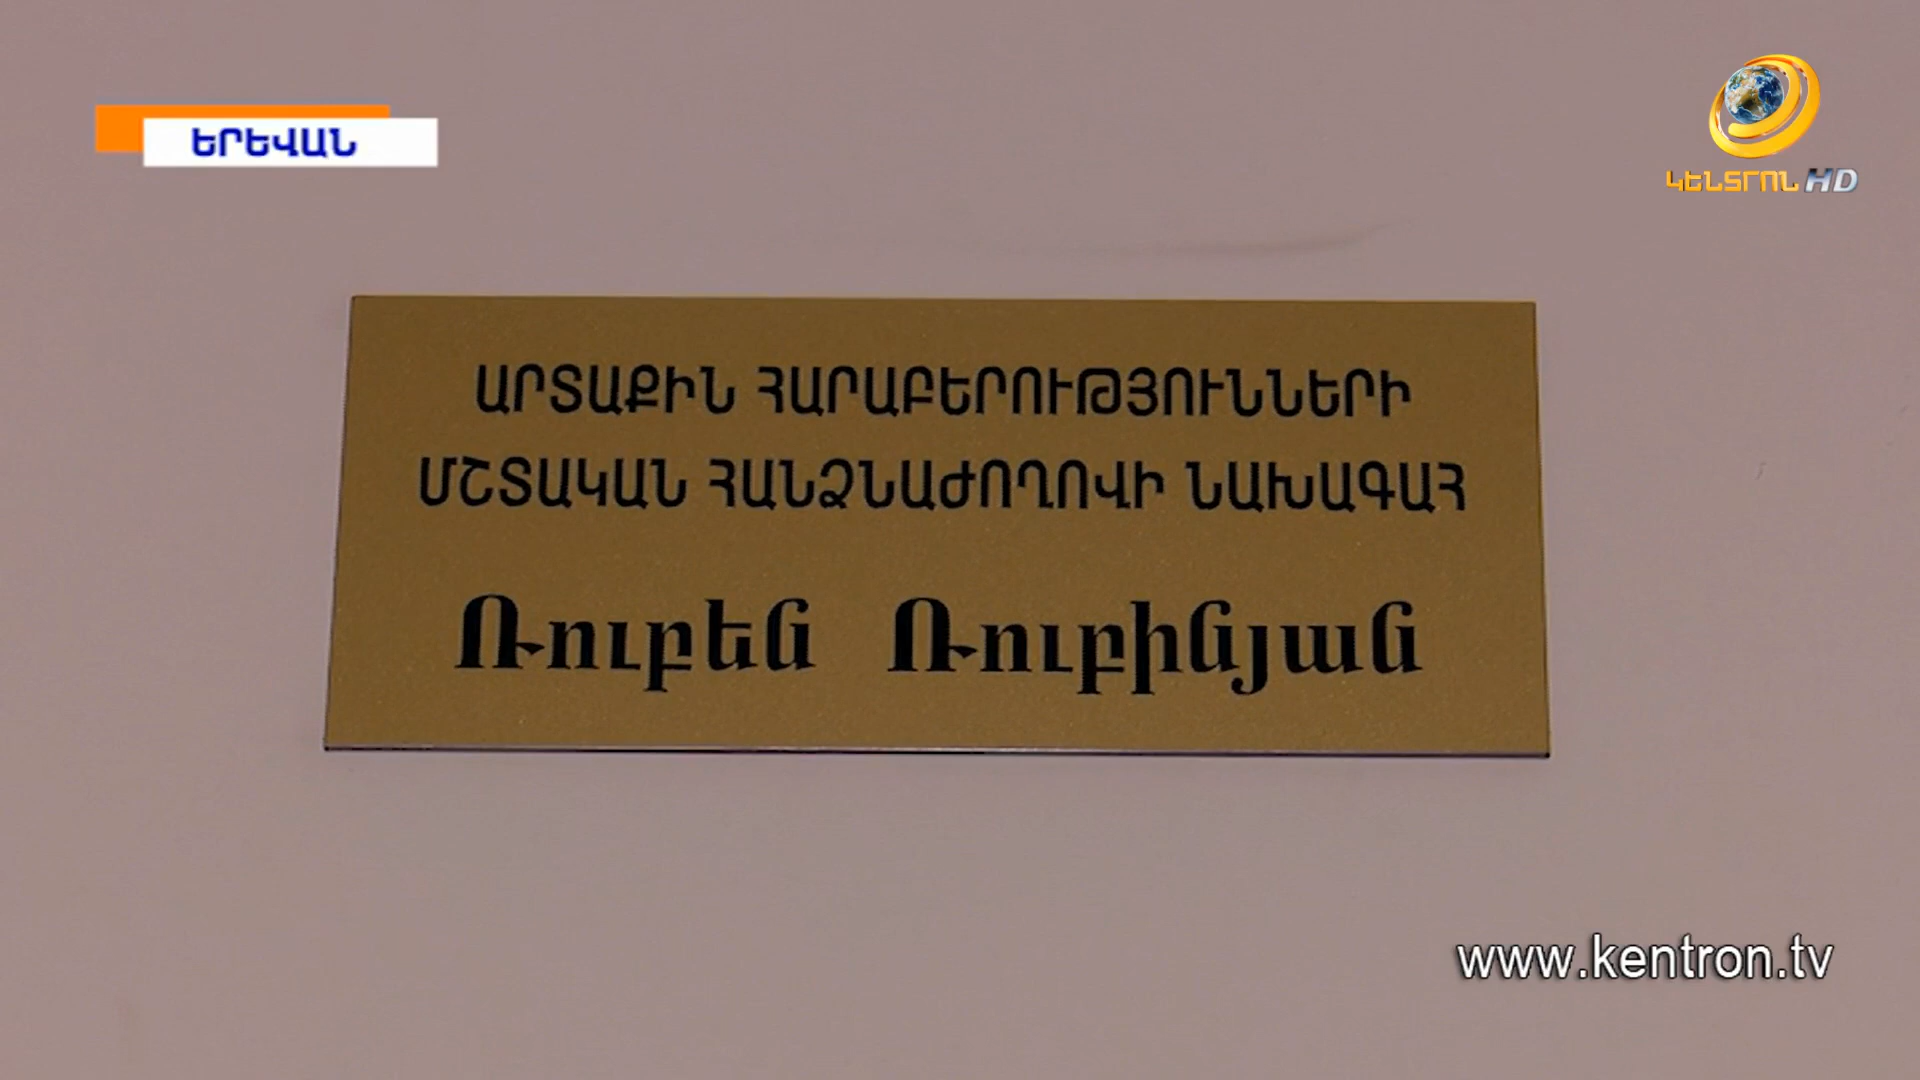 ԵՐԵՎԱՆ
ԿԵՆՏՐՈՆ HD
ԱՐՏԱՔԻՆ ՀԱՐԱԲԵՐՈՒԹՅՈՒՆՆԵՐԻ
ՄՇՏԱԿԱՆ ՀԱՆՁՆԱԺՈՂՈՎԻ ՆԱԽԱԳԱՀ
Ռուբեն Ռուբինյան
www.kentron.tv